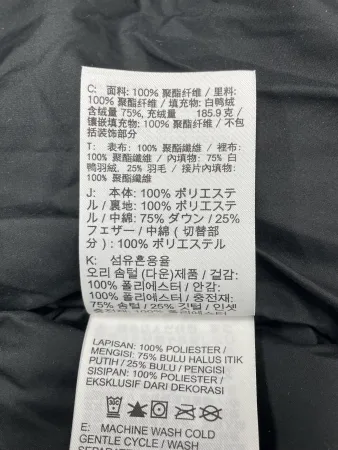 C: 面料: 100% 聚酯纤维 / 里料:
100% 聚酯纤维 / 填充物: 白鸭绒
含绒量 75%, 充绒量 185.9 克 /
镶嵌填充物: 100% 聚酯纤维 / 不包
括装饰部分
T: 表布: 100% 聚酯纖維 / 裡布:
100% 聚酯纖維 / 內填物: 75% 白
鴨羽絨, 25% 羽毛 / 接片內填物:
100% 聚酯纖維
J: 本体: 100% ポリエステ
ル / 裏地: 100% ポリエステ
ル / 中綿: 75% ダウン / 25%
フェザー / 中綿 (切替部
分) : 100% ポリエステル
K: 섬유혼용율
오리 솜털 (다운)제품 / 겉감:
100% 폴리에스터 / 안감:
100% 폴리에스터 / 충전재:
75% 솜털 / 25% 깃털 / 인셋
LAPISAN: 100% POLIESTER /
MENGISI: 75% BULU HALUS ITIK
PUTIH / 25% BULU / PENGISI
SISIPAN: 100% POLIESTER /
EKSKLUSIF DARI DEKORASI
E: MACHINE WASH COLD
GENTLE CYCLE / WASH